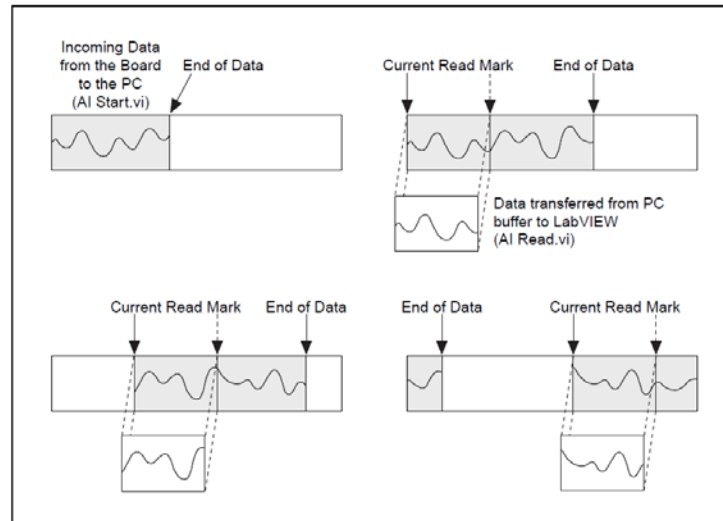 Incoming Data
from the Board
to the PC
(AI Start.vi)
End of Data
Current Read Mark
End of Data
Data transferred from PC
buffer to LabVIEW
(AI Read.vi)
Current Read Mark
End of Data
End of Data
Current Read Mark